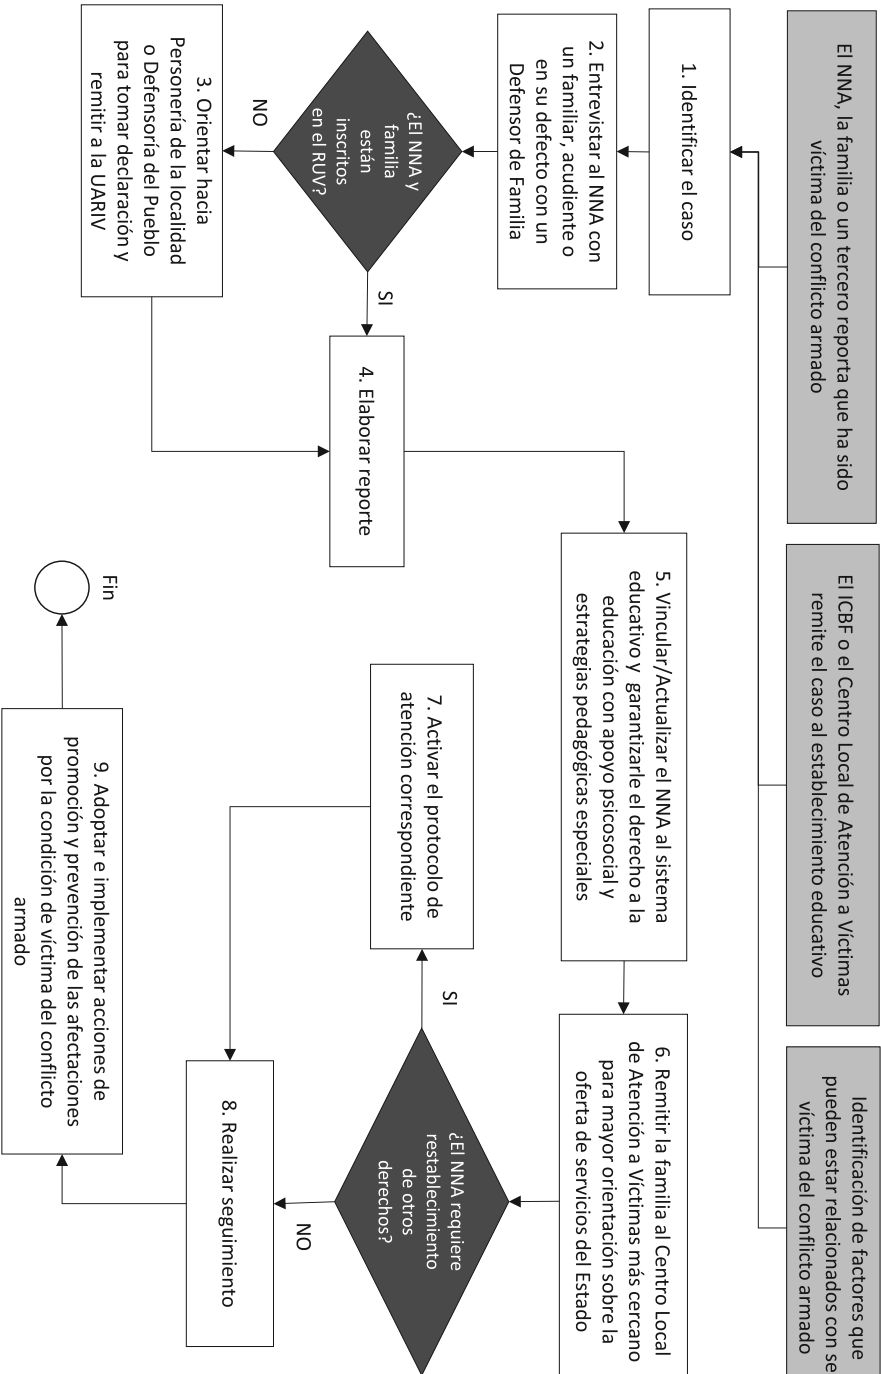 El NNA, la familia o un tercero reporta que ha sido
víctima del conflicto armado
El ICBF o el Centro Local de Atención a Víctimas
remite el caso al establecimiento educativo
Identificación de factores que
pueden estar relacionados con se
víctima del conflicto armado
1. Identificar el caso
2. Entrevistar al NNA con
un familiar, acudiente o
en su defecto con un
Defensor de Familia
¿El NNA y
familia
están
inscritos
en el RUV?
NO
SI
3. Orientar hacia
Personería de la localidad
o Defensoría del Pueblo
para tomar declaración y
remitir a la UARIV
4. Elaborar reporte
5. Vincular/Actualizar el NNA al sistema
educativo y garantizarle el derecho a la
educación con apoyo psicosocial y
estrategias pedagógicas especiales
6. Remitir la familia al Centro Local
de Atención a Víctimas más cercano
para mayor orientación sobre la
oferta de servicios del Estado
¿El NNA requiere
restablecimiento
de otros
derechos?
SI
NO
7. Activar el protocolo de
atención correspondiente
8. Realizar seguimiento
9. Adoptar e implementar acciones de
promoción y prevención de las afectaciones
por la condición de víctima del conflicto
armado
Fin